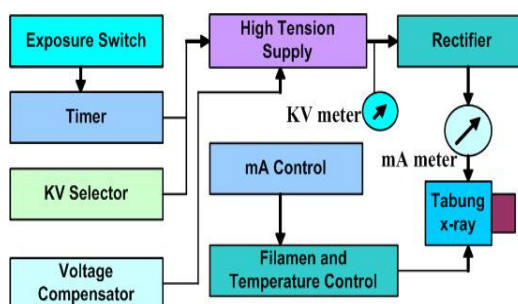 Exposure Switch
High Tension
Supply
Rectifier
Timer
KV meter
mA meter
KV Selector
mA Control
Tabung
x-ray
Voltage
Compensator
Filamen and
Temperature Control